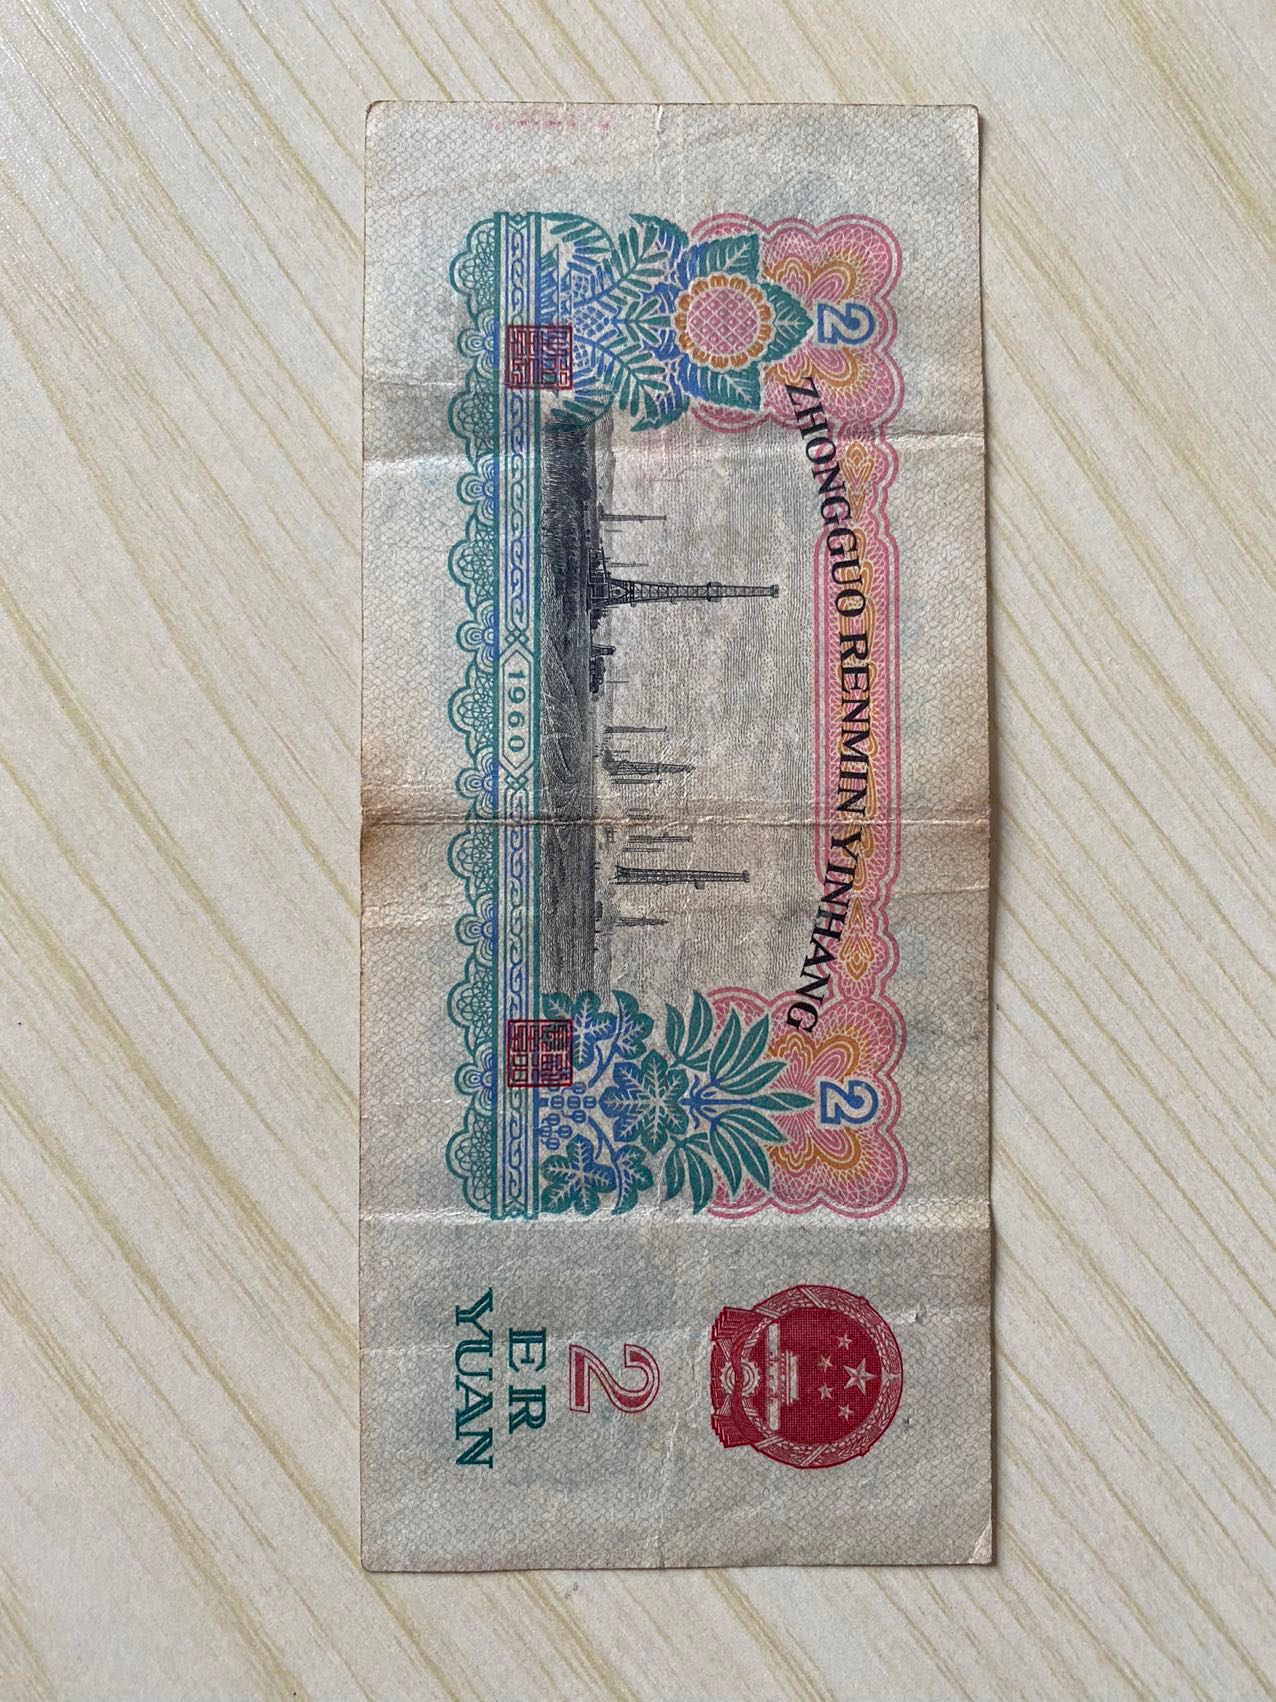 2
2
ZHONGGUO RENMIN YINHANG
1960
2
ER
YUAN